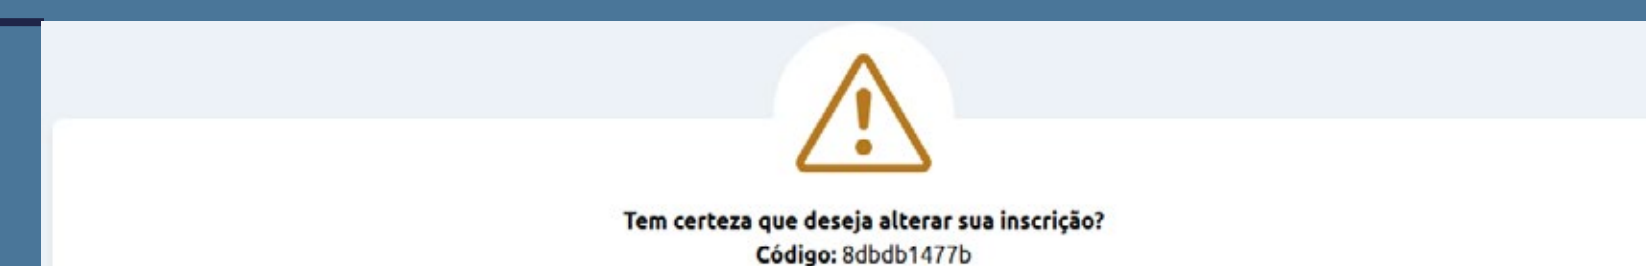 Tem certeza que deseja alterar sua inscrição?
Código: 8dbdb1477b